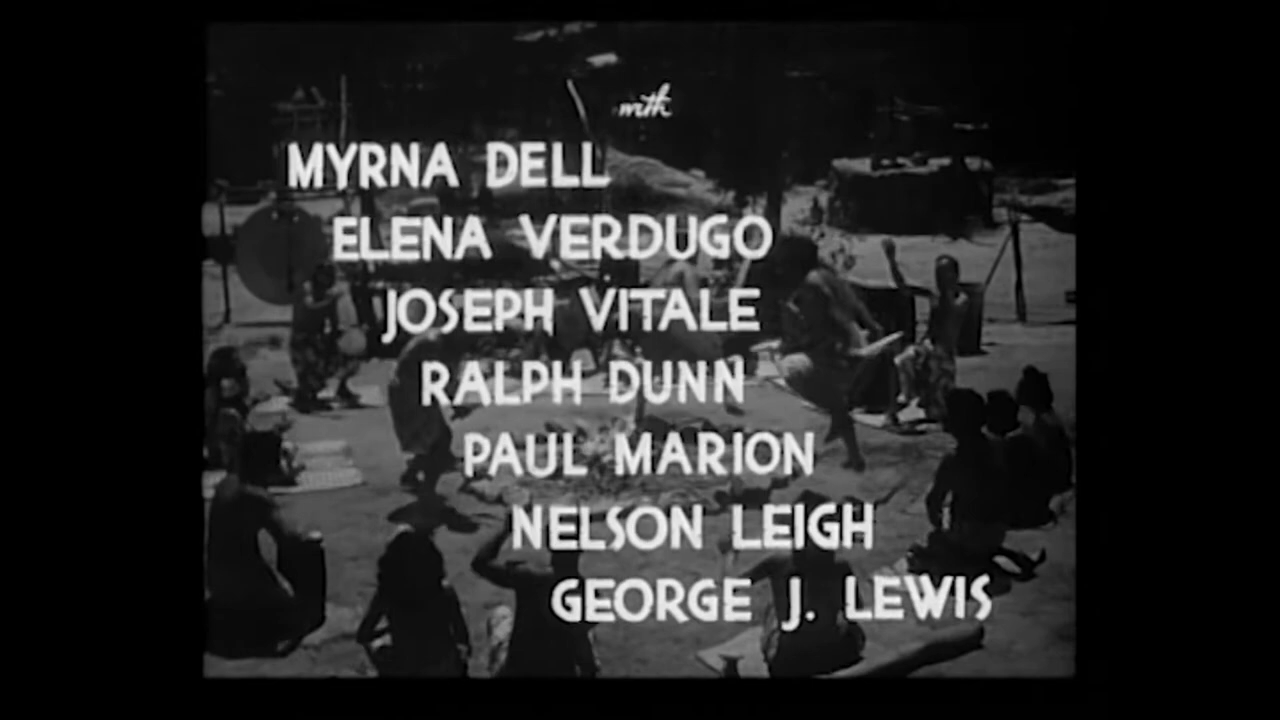 with
MYRNA DELL
ELENA VERDUGO
JOSEPH VITALE
RALPH DUNN
PAUL MARION
NELSON LEIGH
GEORGE J. LEWIS